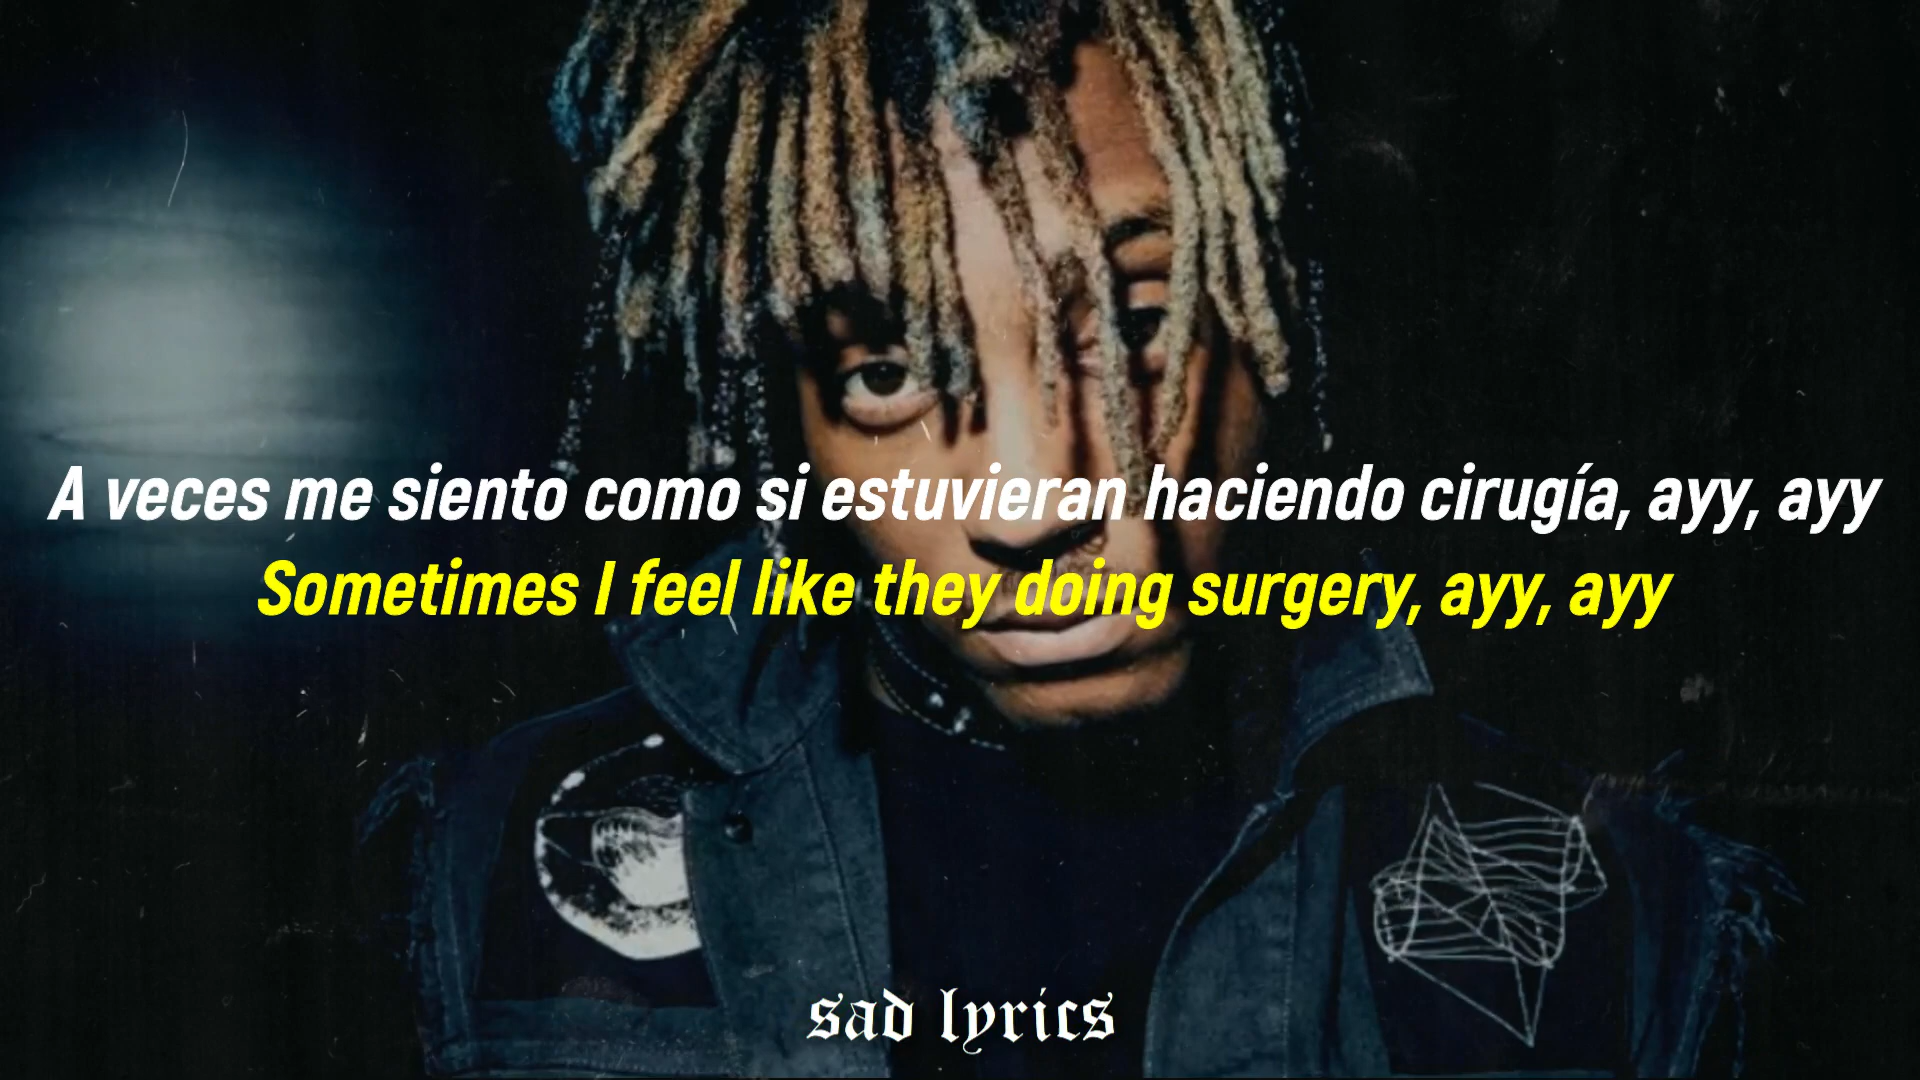 A veces me siento como si estuvieran haciendo cirugía, ayy, ayy
Sometimes I feel like they doing surgery, ayy, ayy
sad lyrics